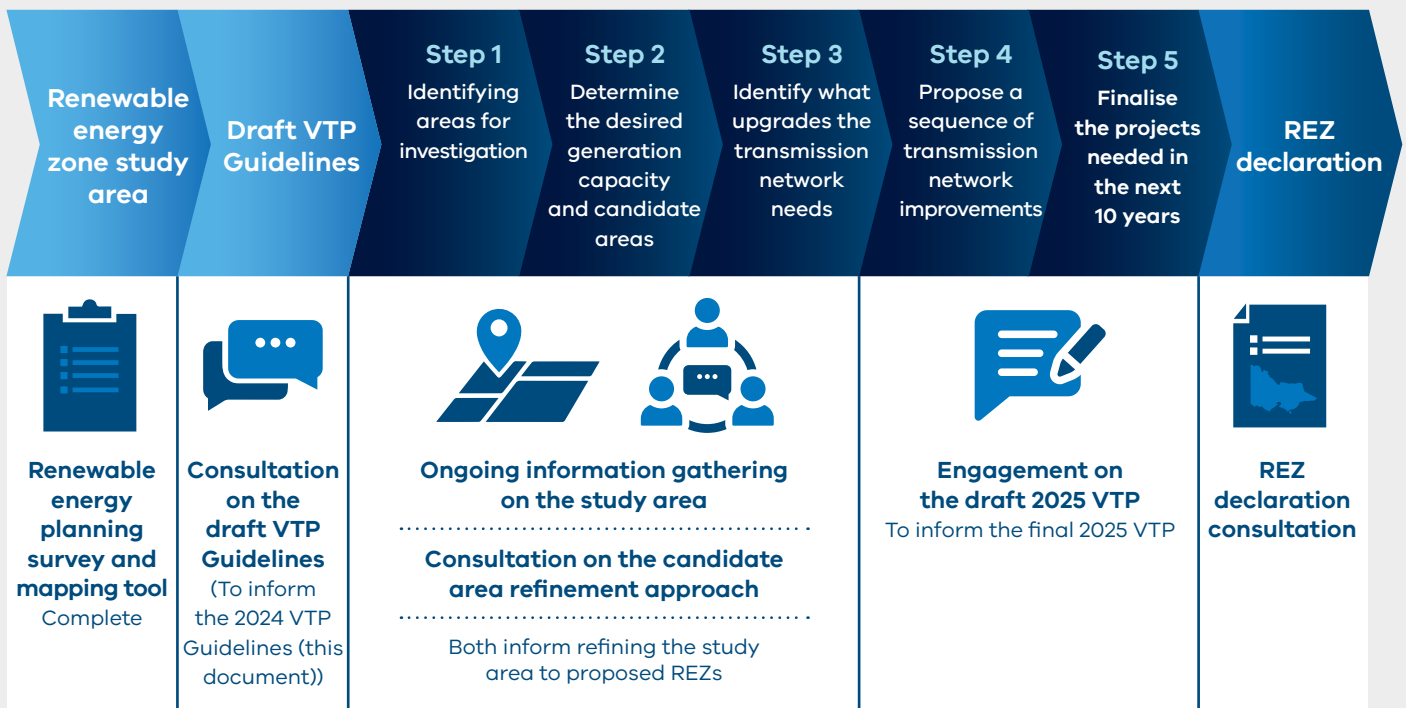 Renewable
energy
zone study
area
Draft VTP
Guidelines
Step 1
Identifying
areas for
investigation
Step 2
Determine
the desired
generation
capacity
and candidate
areas
Step 3
Identify what
upgrades the
transmission
network
needs
Step 4
Propose a
sequence of
transmission
network
improvements
Step 5
Finalise
the projects
needed in
the next
10 years
REZ
declaration
Renewable
energy
planning
survey and
mapping tool
Complete
Consultation
on the
draft VTP
Guidelines
(To inform
the 2024 VTP
Guidelines (this
document))
Ongoing information gathering
on the study area
Consultation on the candidate
area refinement approach
Both inform refining the study
area to proposed REZs
Engagement on
the draft 2025 VTP
To inform the final 2025 VTP
REZ
declaration
consultation